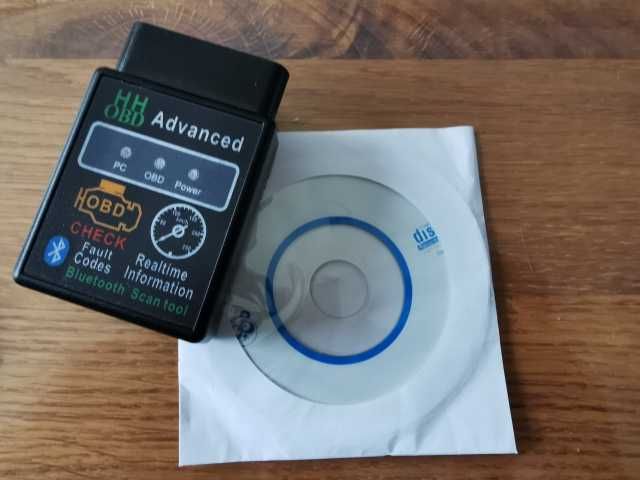 HH
OBD Advanced
PC OBD Power
OBD
CHECK
Fault
Codes
Realtime
Information
Bluetooth Scan tool
dis